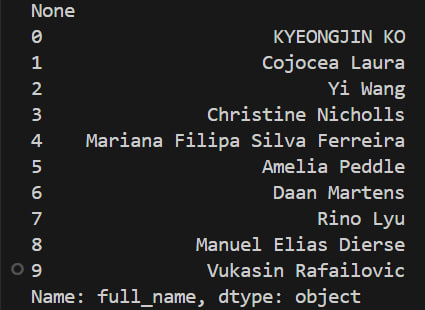 None
0 KYEONGJIN KO
1 Cojocea Laura
2 Yi Wang
3 Christine Nicholls
4 Mariana Filipa Silva Ferreira
5 Amelia Peddle
6 Daan Martens
7 Rino Lyu
8 Manuel Elias Dierse
9 Vukasin Rafailovic
Name: full_name, dtype: object